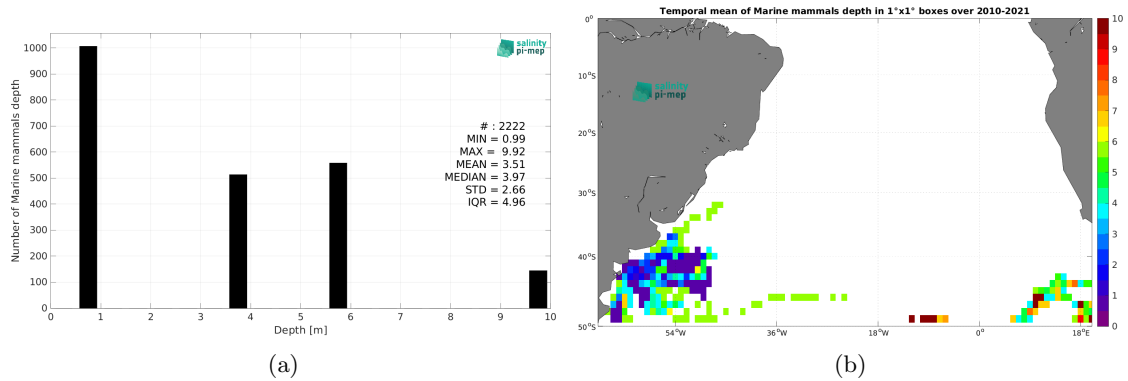 1000
900
800
700
600
500
400
300
200
100
0
Number of Marine mammals depth
0 1 2 3 4 5 6 7 8 9 10
Depth [m]
salinity
pi-mep
# : 2222
MIN = 0.99
MAX = 9.92
MEAN = 3.51
MEDIAN = 3.97
STD = 2.66
IQR = 4.96
(a)
Temporal mean of Marine mammals depth in 1°x1° boxes over 2010-2021
0°
10°S
20°S
30°S
40°S
50°S
54°W 36°W 18°W 0° 18°E
salinity
pi-mep
10
9
8
7
6
5
4
3
2
1
0
(b)